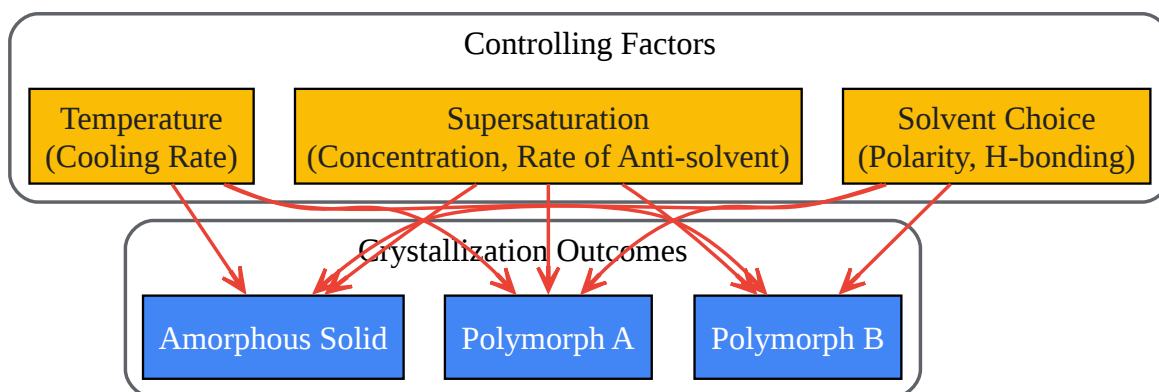 Controlling Factors
Temperature
(Cooling Rate)
Supersaturation
(Concentration, Rate of Anti-solvent)
Solvent Choice
(Polarity, H-bonding)
Crystallization Outcomes
Amorphous Solid
Polymorph A
Polymorph B